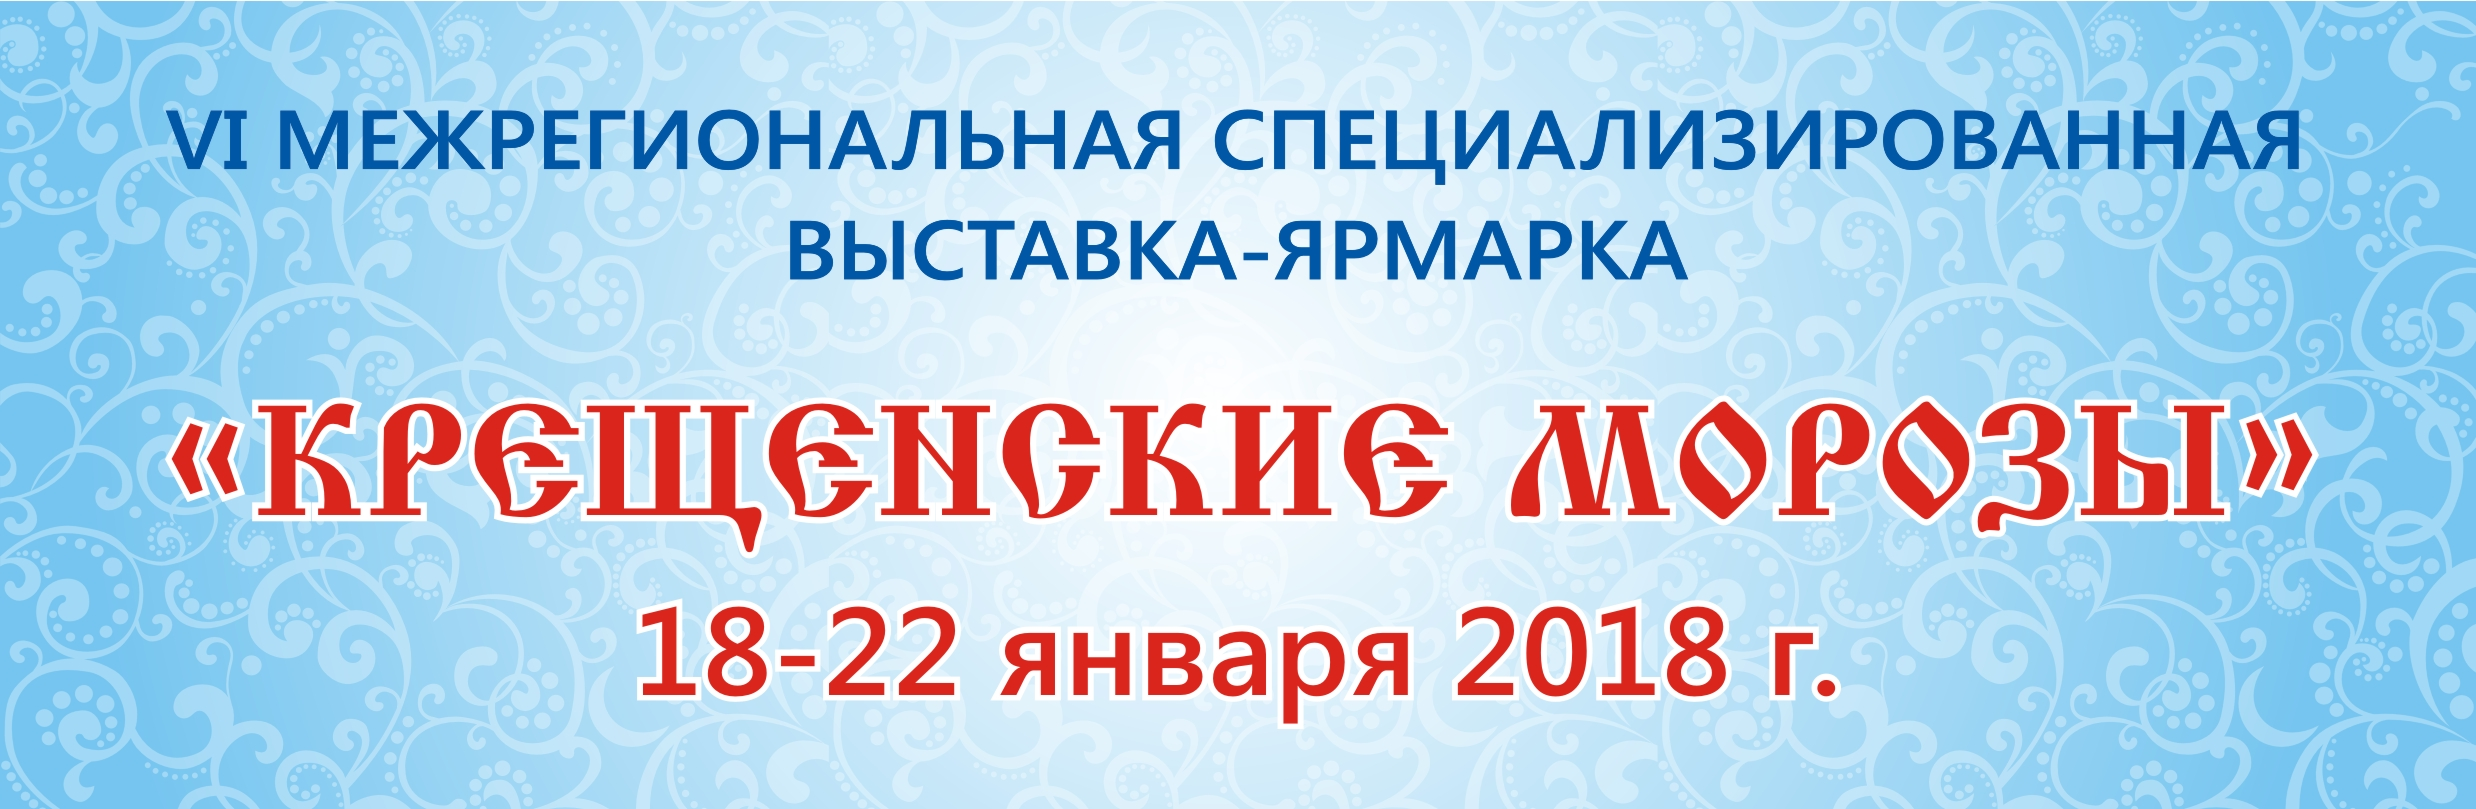 VI МЕЖРЕГИОНАЛЬНАЯ СПЕЦИАЛИЗИРОВАННАЯ
ВЫСТАВКА-ЯРМАРКА
«КРЕЩЕНСКИЕ МОРОЗЫ»
18-22 января 2018 г.